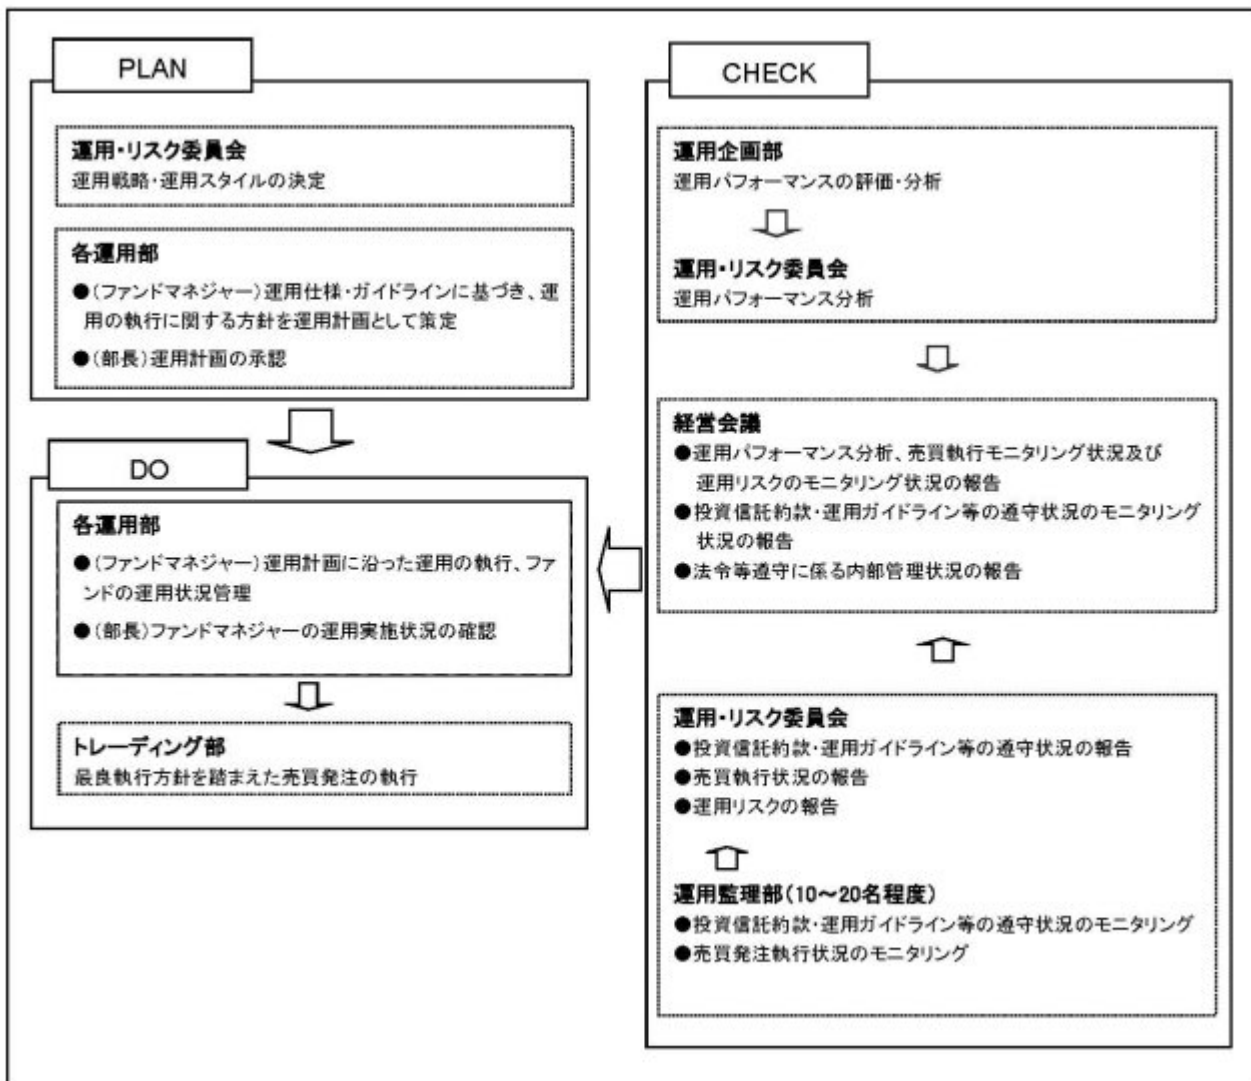 PLAN
運用・リスク委員会
運用戦略・運用スタイルの決定
各運用部
●(ファンドマネジャー)運用仕様・ガイドラインに基づき、運
用の執行に関する方針を運用計画として策定
●(部長)運用計画の承認
DO
各運用部
●(ファンドマネジャー)運用計画に沿った運用の執行、ファ
ンドの運用状況管理
●(部長)ファンドマネジャーの運用実施状況の確認
トレーディング部
最良執行方針を踏まえた売買発注の執行
CHECK
運用企画部
運用パフォーマンスの評価・分析
運用・リスク委員会
運用パフォーマンス分析
経営会議
●運用パフォーマンス分析、売買執行モニタリング状況及び
運用リスクのモニタリング状況の報告
●投資信託約款・運用ガイドライン等の遵守状況のモニタリング
状況の報告
●法令等遵守に係る内部管理状況の報告
運用・リスク委員会
●投資信託約款・運用ガイドライン等の遵守状況の報告
●売買執行状況の報告
●運用リスクの報告
運用監理部(10～20名程度)
●投資信託約款・運用ガイドライン等の遵守状況のモニタリング
●売買発注執行状況のモニタリング